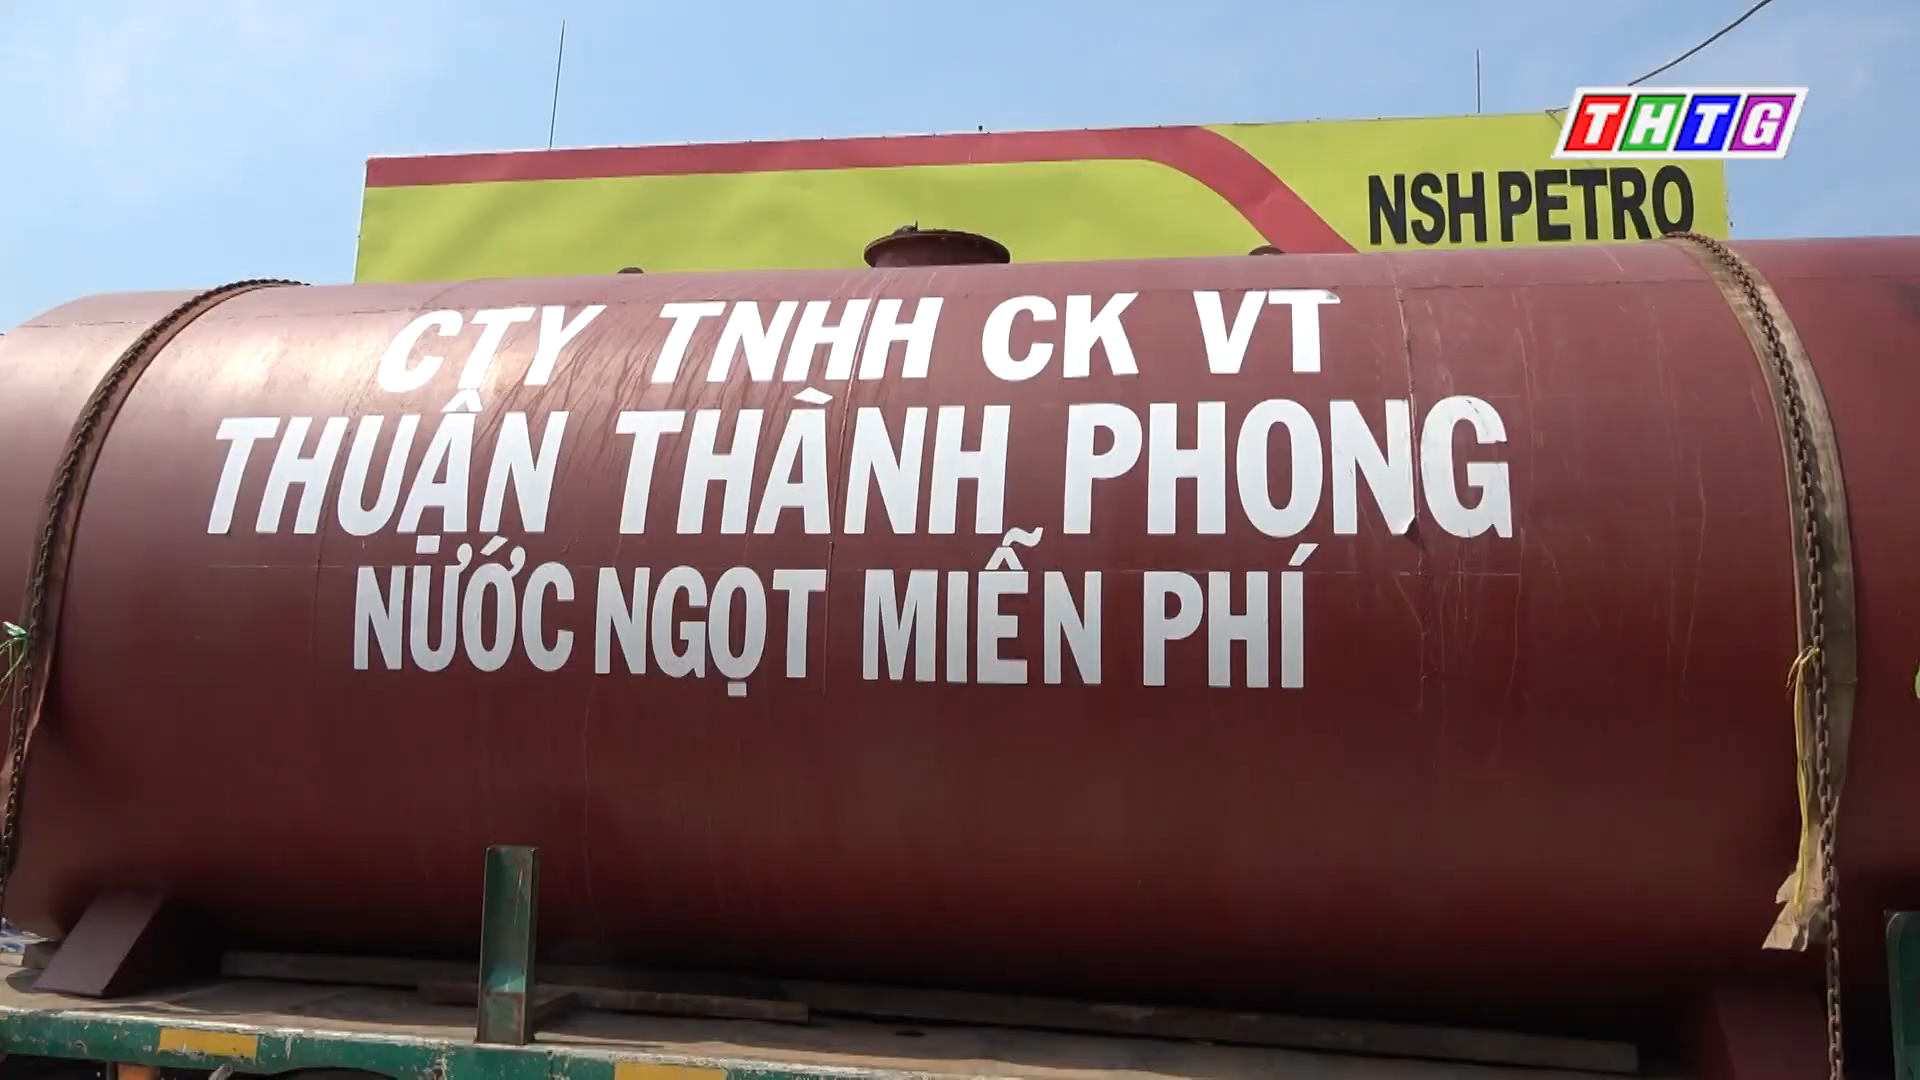 THTG
NSH PETRO
CTY TNHH CK VT
THUẬN THÀNH PHONG
NƯỚC NGỌT MIỄN PHÍ